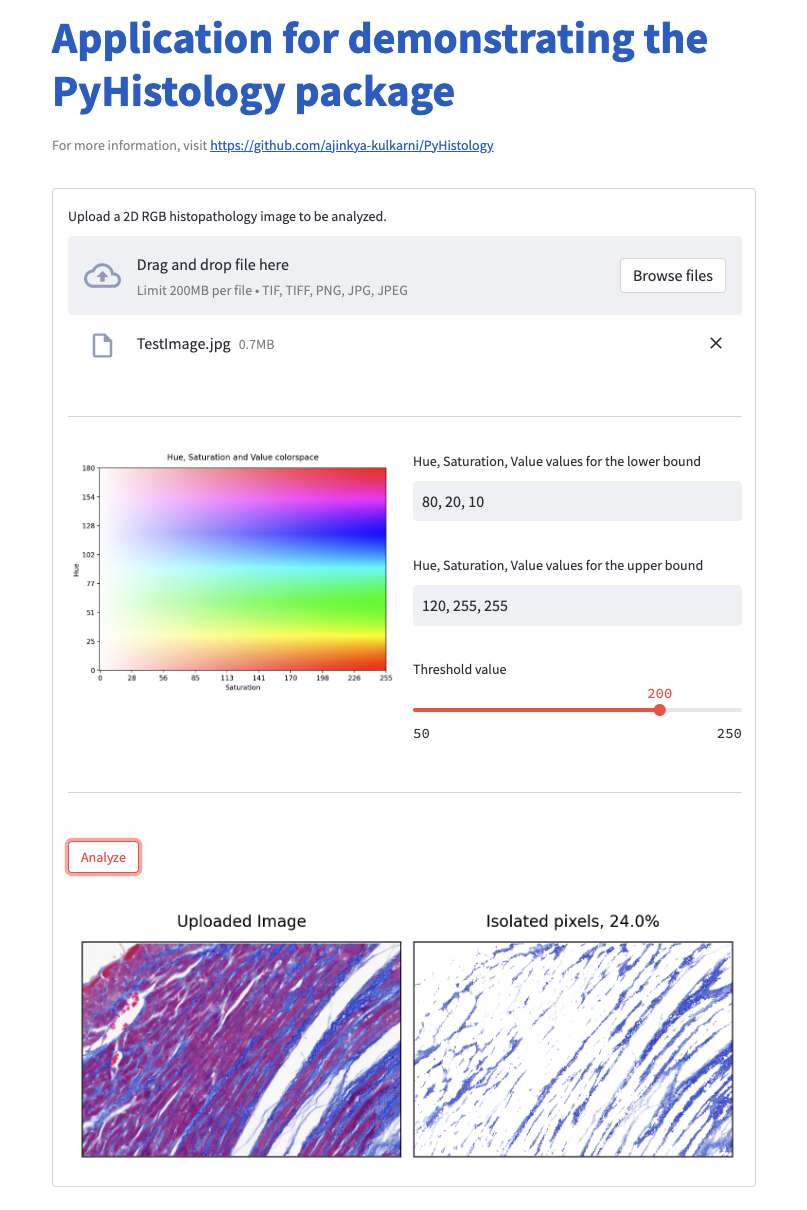 Application for demonstrating the
PyHistology package
For more information, visit https://github.com/ajinkya-kulkarni/PyHistology
Upload a 2D RGB histopathology image to be analyzed.
Drag and drop file here
Limit 200MB per file • TIF, TIFF, PNG, JPG, JPEG
Browse files
TestImage.jpg 0.7MB
Hue, Saturation and Value colorspace
180
154
128
102
77
51
25
0
Hue
0 28 56 85 113 141 170 198 226 255
Saturation
Hue, Saturation, Value values for the lower bound
80, 20, 10
Hue, Saturation, Value values for the upper bound
120, 255, 255
Threshold value
200
50 250
Analyze
Uploaded Image
Isolated pixels, 24.0%